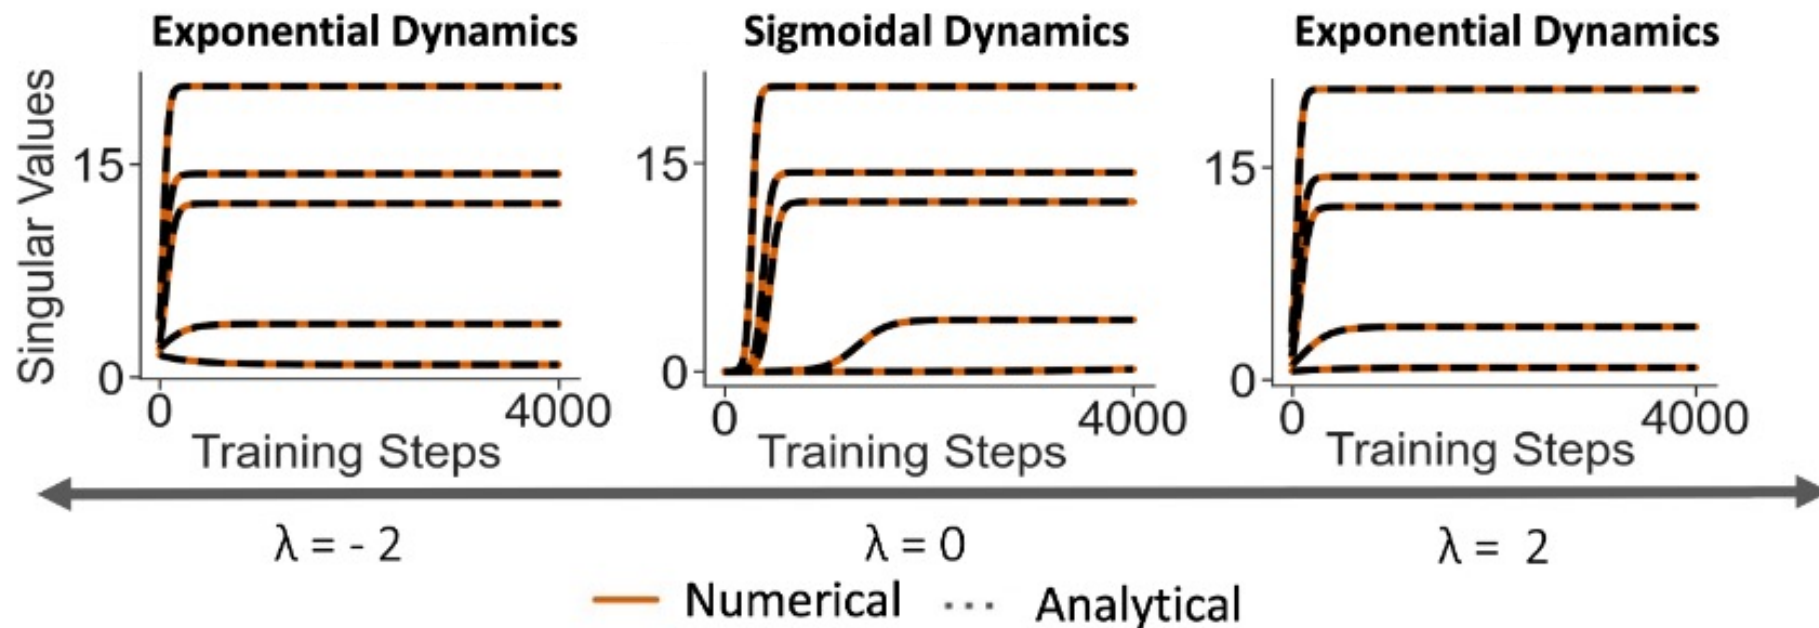 Exponential Dynamics
Sigmoidal Dynamics
Exponential Dynamics
Singular Values
15
0
0
4000
Training Steps
15
0
0
4000
Training Steps
15
0
0
4000
Training Steps
λ = - 2
λ = 0
λ = 2
Numerical
Analytical